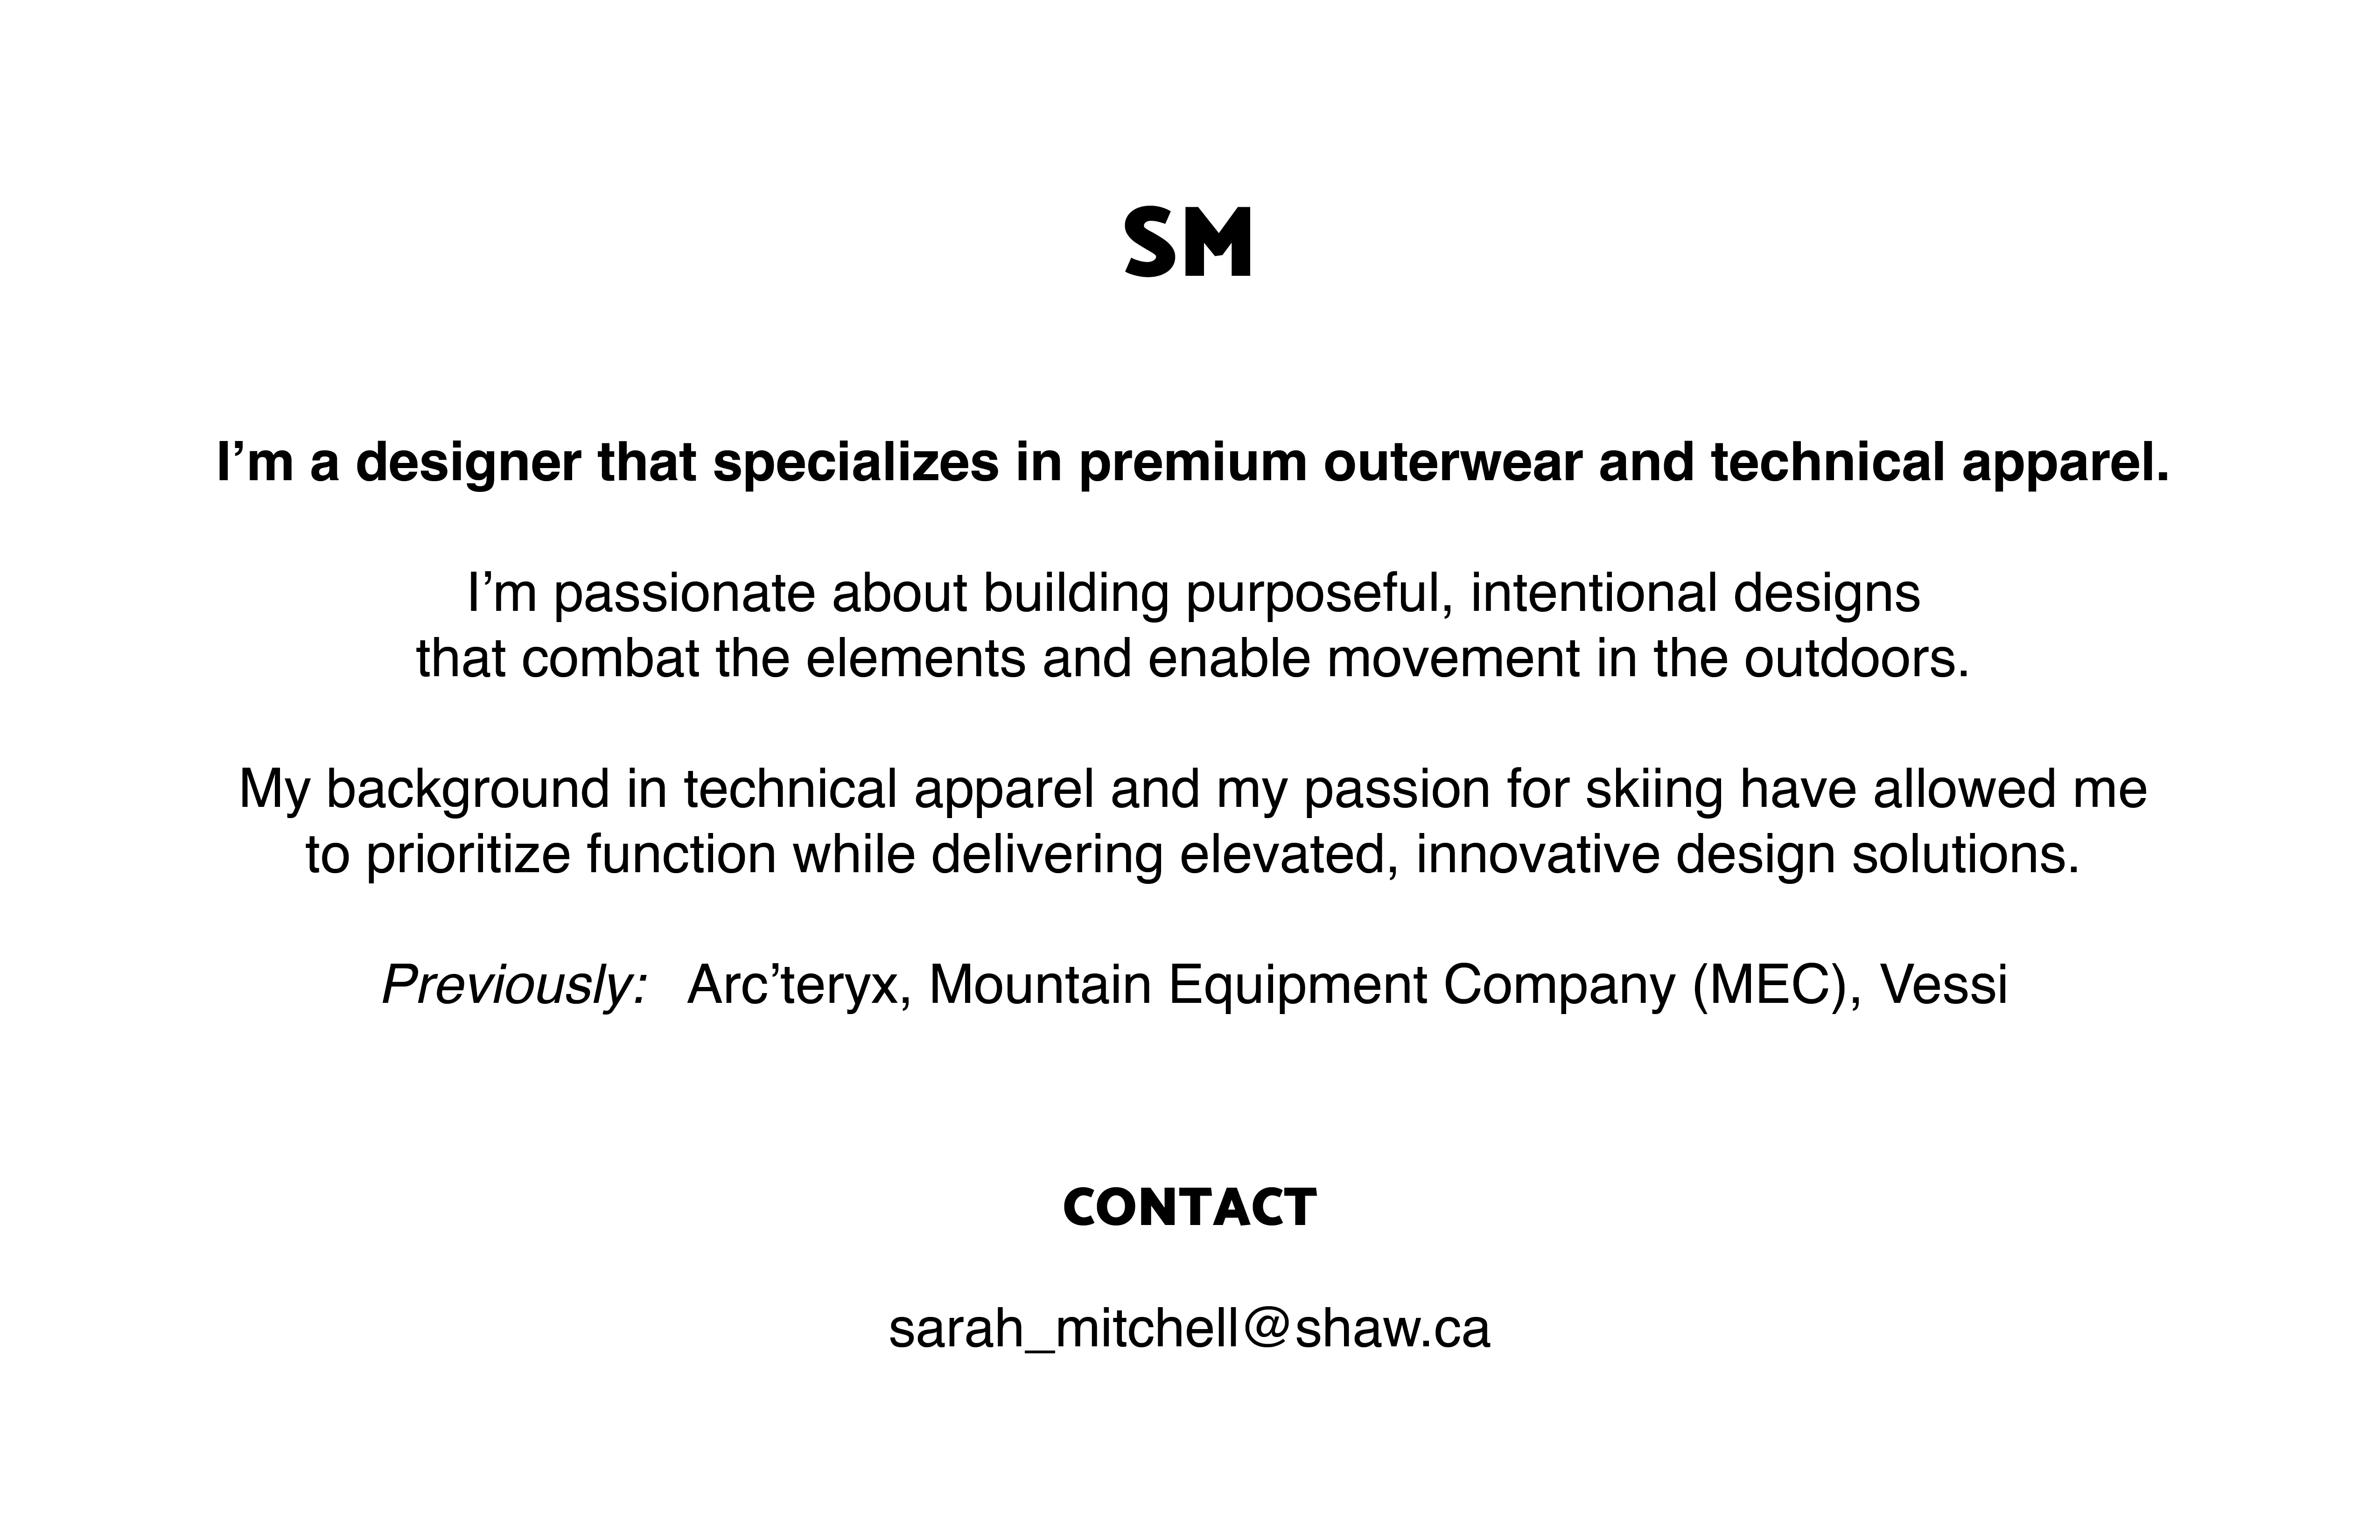 SM
I’m a designer that specializes in premium outerwear and technical apparel.
I’m passionate about building purposeful, intentional designs
that combat the elements and enable movement in the outdoors.
My background in technical apparel and my passion for skiing have allowed me
to prioritize function while delivering elevated, innovative design solutions.
Previously: Arc’teryx, Mountain Equipment Company (MEC), Vessi
CONTACT
sarah_mitchell@shaw.ca